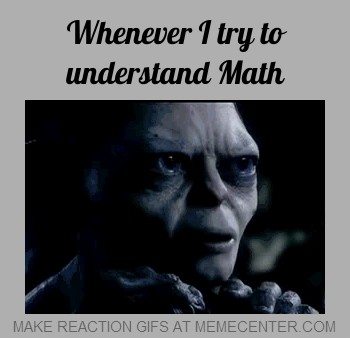 Whenever I try to
understand Math
MAKE REACTION GIFS AT MEMECENTER.COM